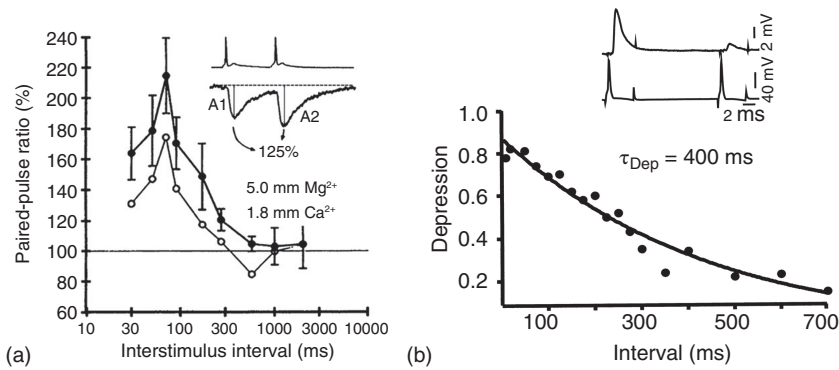 240
220
200
180
160
140
120
100
80
60
Paired-pulse ratio (%)
A1
A2
125%
5.0 mm Mg²⁺
1.8 mm Ca²⁺
10 30 100 300 1000 3000 10000
Interstimulus interval (ms)
(a)
2 mV
40 mV
2 ms
1.0
0.8
0.6
0.4
0.2
Depression
τDep = 400 ms
100 300 500 700
Interval (ms)
(b)